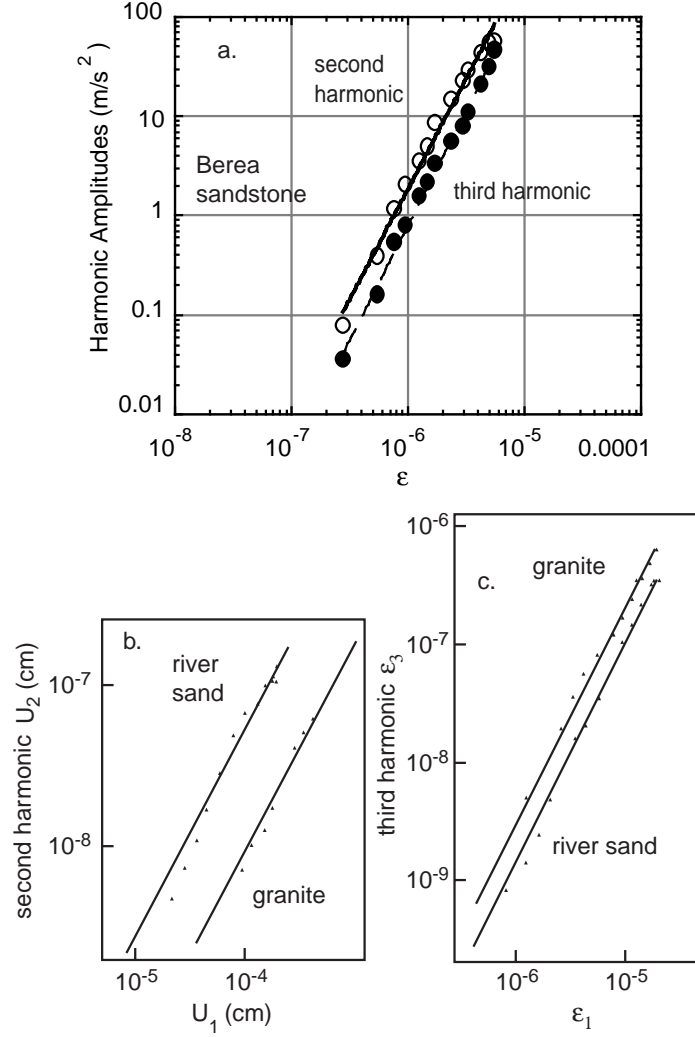 a.
second
harmonic
Berea
sandstone
third harmonic
Harmonic Amplitudes (m/s²)
100
10
1
0.1
0.01
10⁻⁸
10⁻⁷
10⁻⁶
10⁻⁵
0.0001
ε
b.
river
sand
granite
second harmonic U₂ (cm)
10⁻⁷
10⁻⁸
10⁻⁵
10⁻⁴
U₁ (cm)
c.
granite
river sand
third harmonic ε₃
10⁻⁶
10⁻⁷
10⁻⁸
10⁻⁹
10⁻⁶
10⁻⁵
ε₁